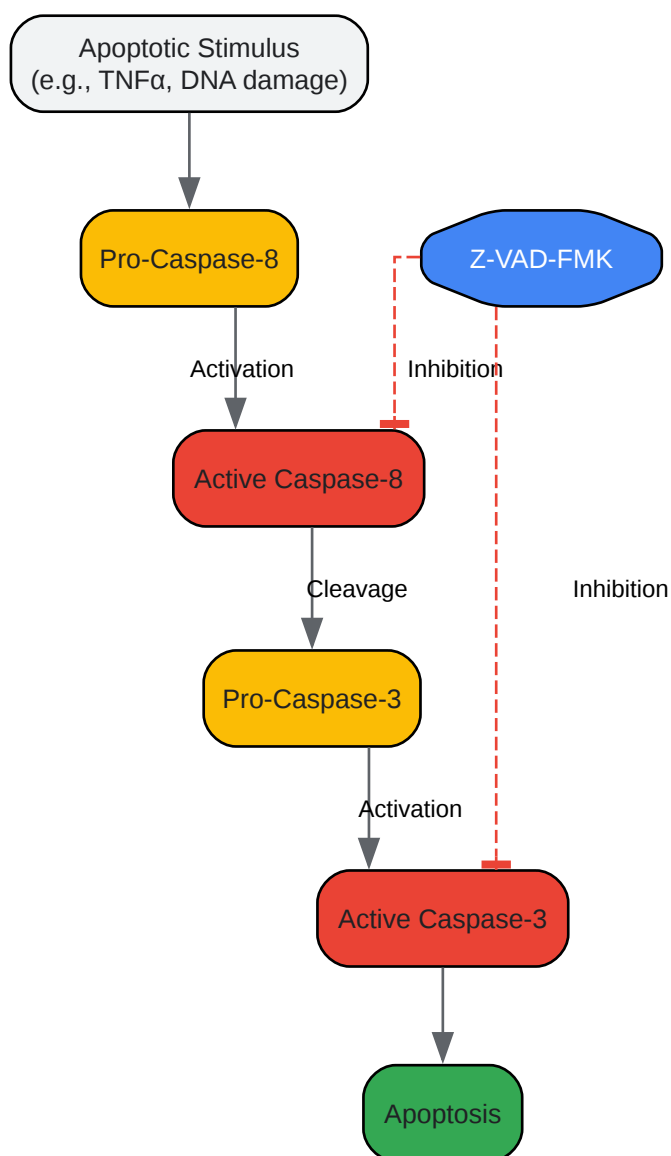 Apoptotic Stimulus
(e.g., TNFα, DNA damage)
Pro-Caspase-8
Z-VAD-FMK
Activation
Inhibition
Active Caspase-8
Cleavage
Inhibition
Pro-Caspase-3
Activation
Active Caspase-3
Apoptosis